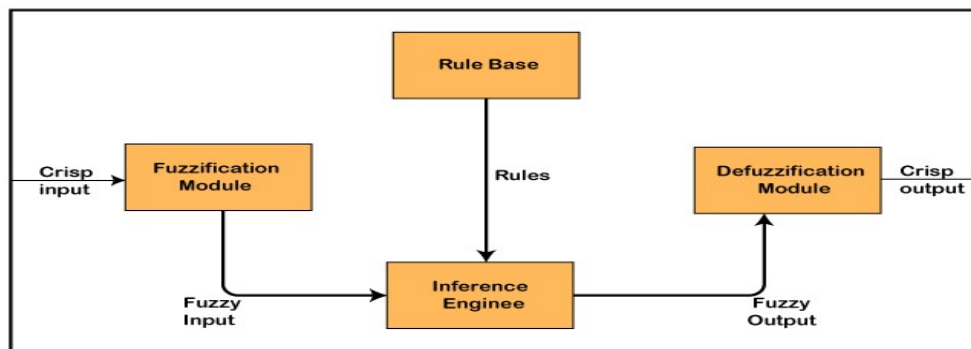 Rule Base
Crisp
input
Fuzzification
Module
Rules
Defuzzification
Module
Crisp
output
Fuzzy
Input
Inference
Enginee
Fuzzy
Output